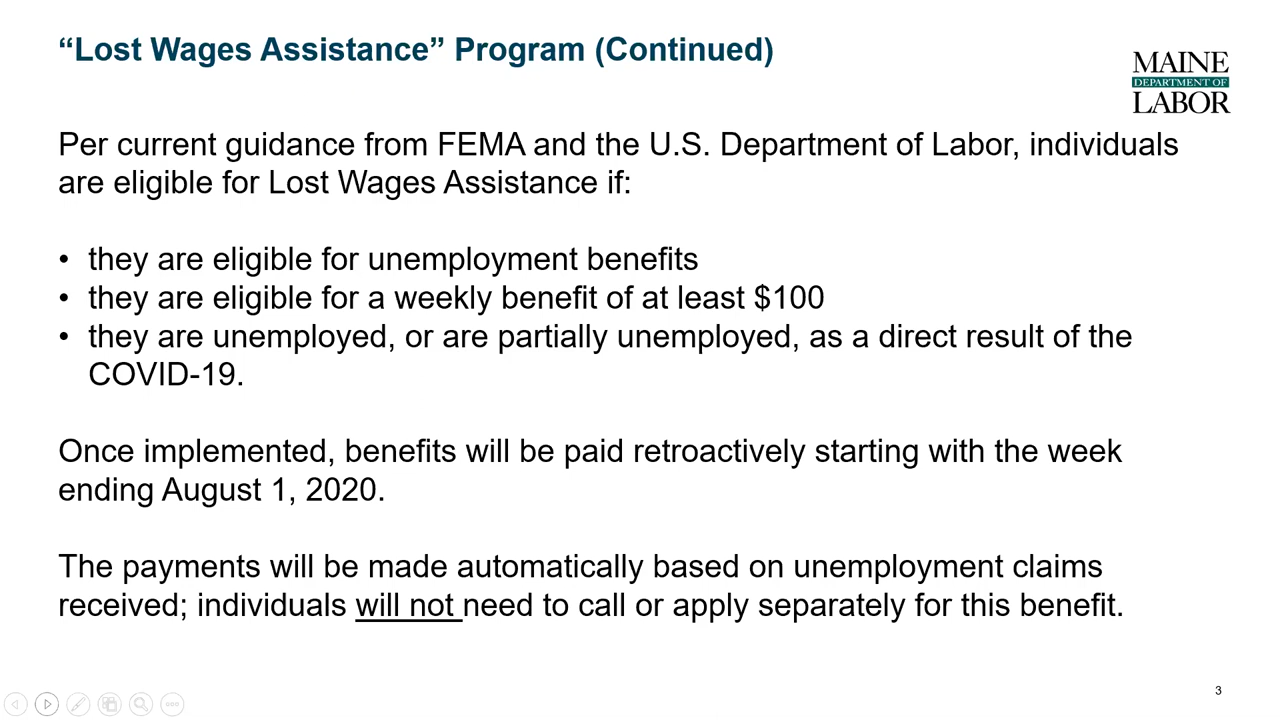 “Lost Wages Assistance” Program (Continued)
MAINE
DEPARTMENT OF
LABOR
Per current guidance from FEMA and the U.S. Department of Labor, individuals
are eligible for Lost Wages Assistance if:
• they are eligible for unemployment benefits
• they are eligible for a weekly benefit of at least $100
• they are unemployed, or are partially unemployed, as a direct result of the
COVID-19.
Once implemented, benefits will be paid retroactively starting with the week
ending August 1, 2020.
The payments will be made automatically based on unemployment claims
received; individuals will not need to call or apply separately for this benefit.
3